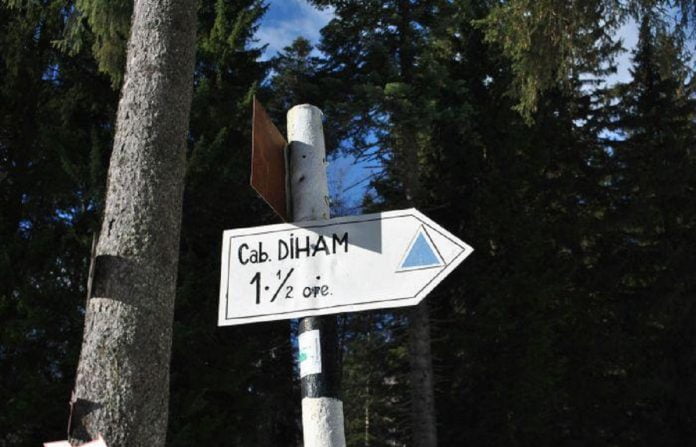 Cab. DIHAM
1·1/2 ore.